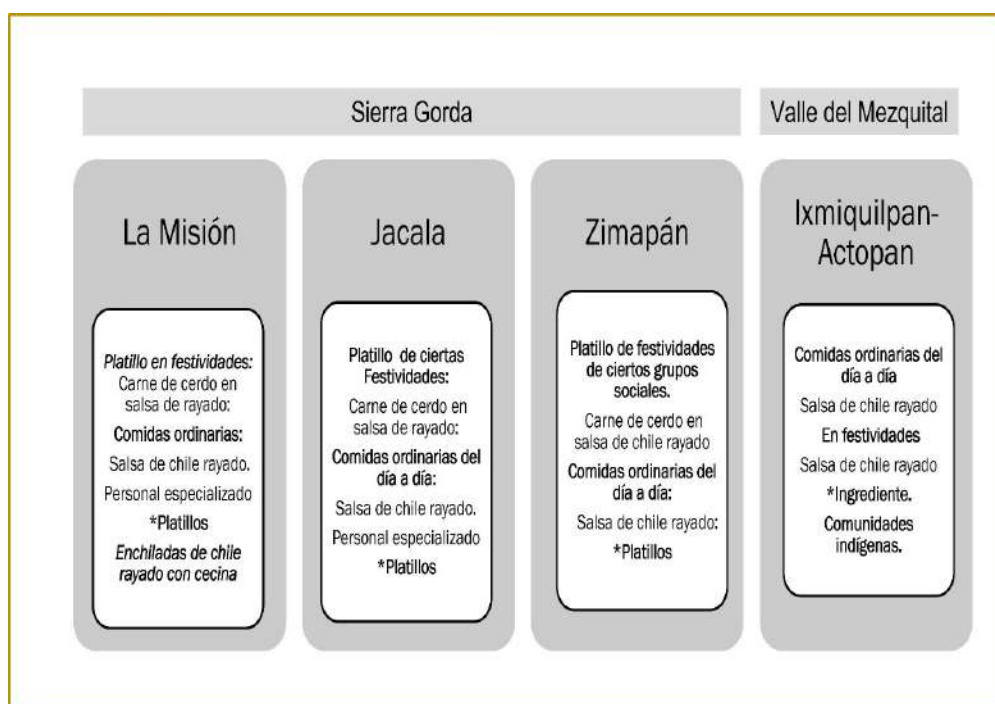 Sierra Gorda
Valle del Mezquital
La Misión
Platillo en festividades:
Carne de cerdo en
salsa de rayado:
Comidas ordinarias:
Salsa de chile rayado.
Personal especializado
*Platillos
Enchiladas de chile
rayado con cecina
Jacala
Platillo de ciertas
Festividades:
Carne de cerdo en
salsa de rayado:
Comidas ordinarias del
día a día:
Salsa de chile rayado.
Personal especializado
*Platillos
Zimapán
Platillo de festividades
de ciertos grupos
sociales.
Carne de cerdo en
salsa de chile rayado
Comidas ordinarias del
día a día:
Salsa de chile rayado:
*Platillos
Ixmiquilpan-
Actopan
Comidas ordinarias del
día a día
Salsa de chile rayado
En festividades
Salsa de chile rayado
*Ingrediente.
Comunidades
indígenas.